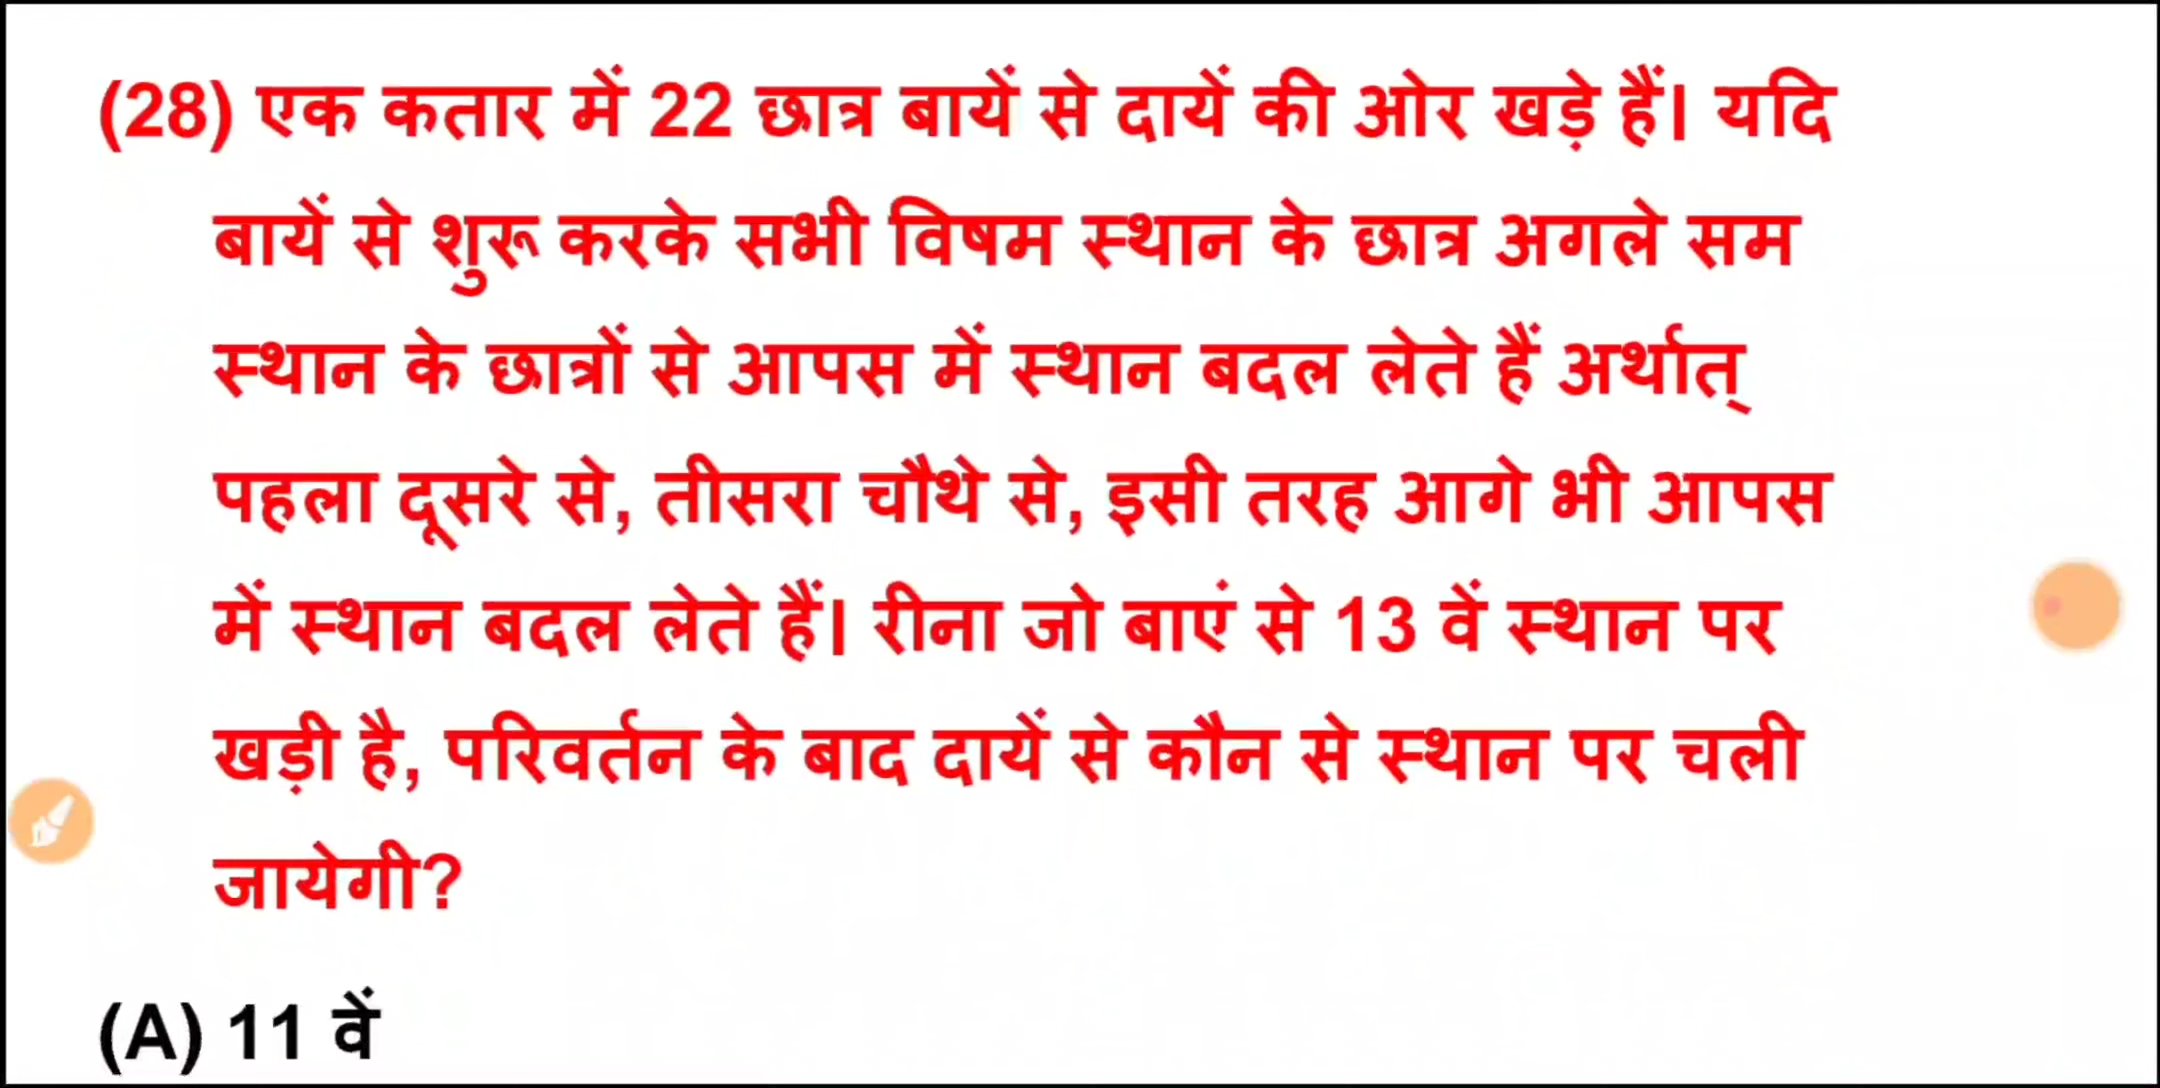 (28) एक कतार में 22 छात्र बायें से दायें की ओर खड़े हैं। यदि
बायें से शुरू करके सभी विषम स्थान के छात्र अगले सम
स्थान के छात्रों से आपस में स्थान बदल लेते हैं अर्थात्
पहला दूसरे से, तीसरा चौथे से, इसी तरह आगे भी आपस
में स्थान बदल लेते हैं। रीना जो बाएं से 13 वें स्थान पर
खड़ी है, परिवर्तन के बाद दायें से कौन से स्थान पर चली
जायेगी?
(A) 11 वें